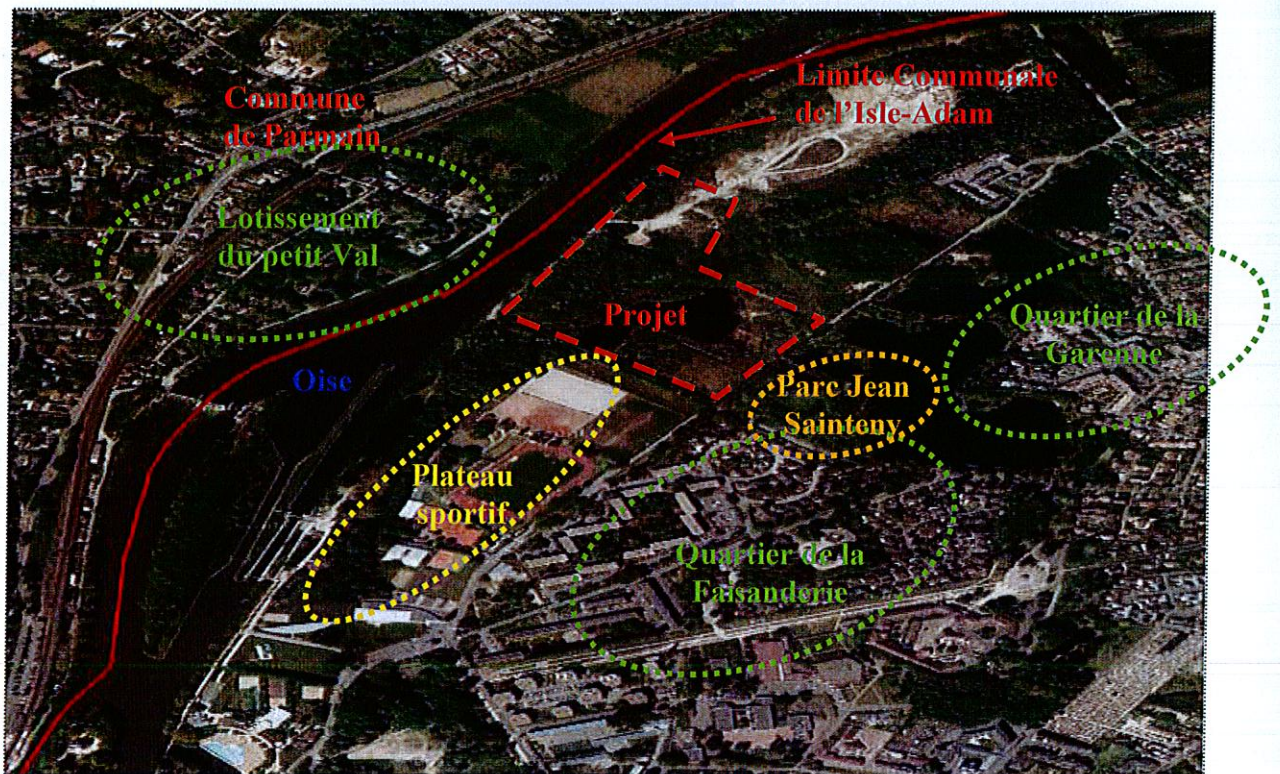 Commune
de Parmain
Limite Communale
de l'Isle-Adam
Lotissement
du petit Val
Projet
Quartier de la
Garenne
Oise
Parc Jean
Sainteny
Plateau
sportif
Quartier de la
Faisanderie